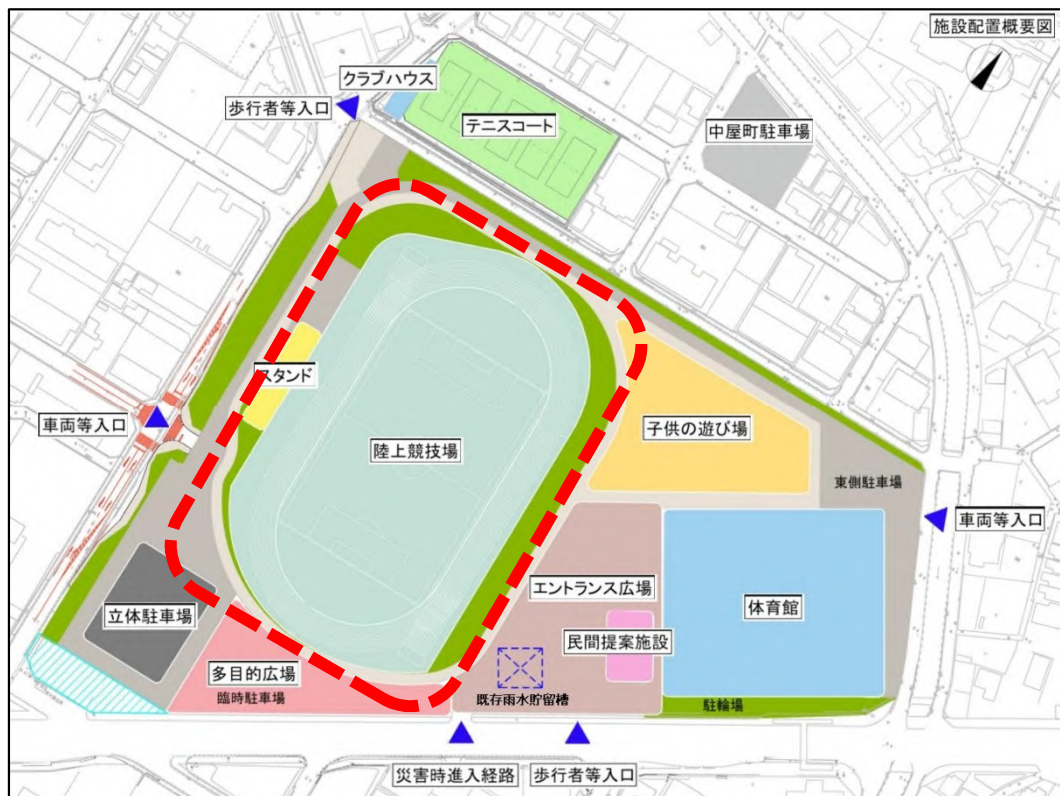 施設配置概要図
クラブハウス
歩行者等入口
テニスコート
中屋町駐車場
スタンド
車両等入口
陸上競技場
子供の遊び場
東側駐車場
車両等入口
エントランス広場
体育館
立体駐車場
民間提案施設
多目的広場
臨時駐車場
既存雨水貯留槽
駐輪場
災害時進入経路
歩行者等入口